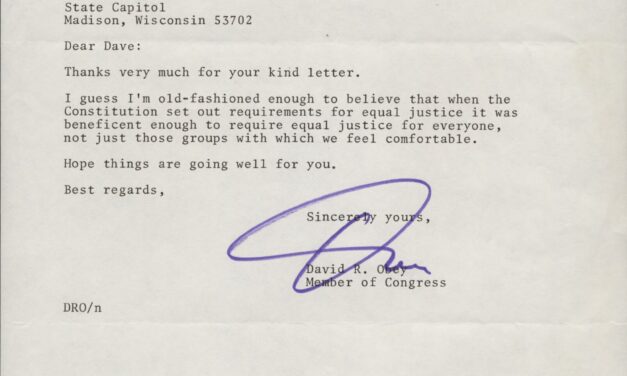 State Capitol
Madison, Wisconsin 53702
Dear Dave:
Thanks very much for your kind letter.
I guess I'm old-fashioned enough to believe that when the
Constitution set out requirements for equal justice it was
beneficent enough to require equal justice for everyone,
not just those groups with which we feel comfortable.
Hope things are going well for you.
Best regards,
Sincerely yours,
David R. Obey
Member of Congress
DRO/n